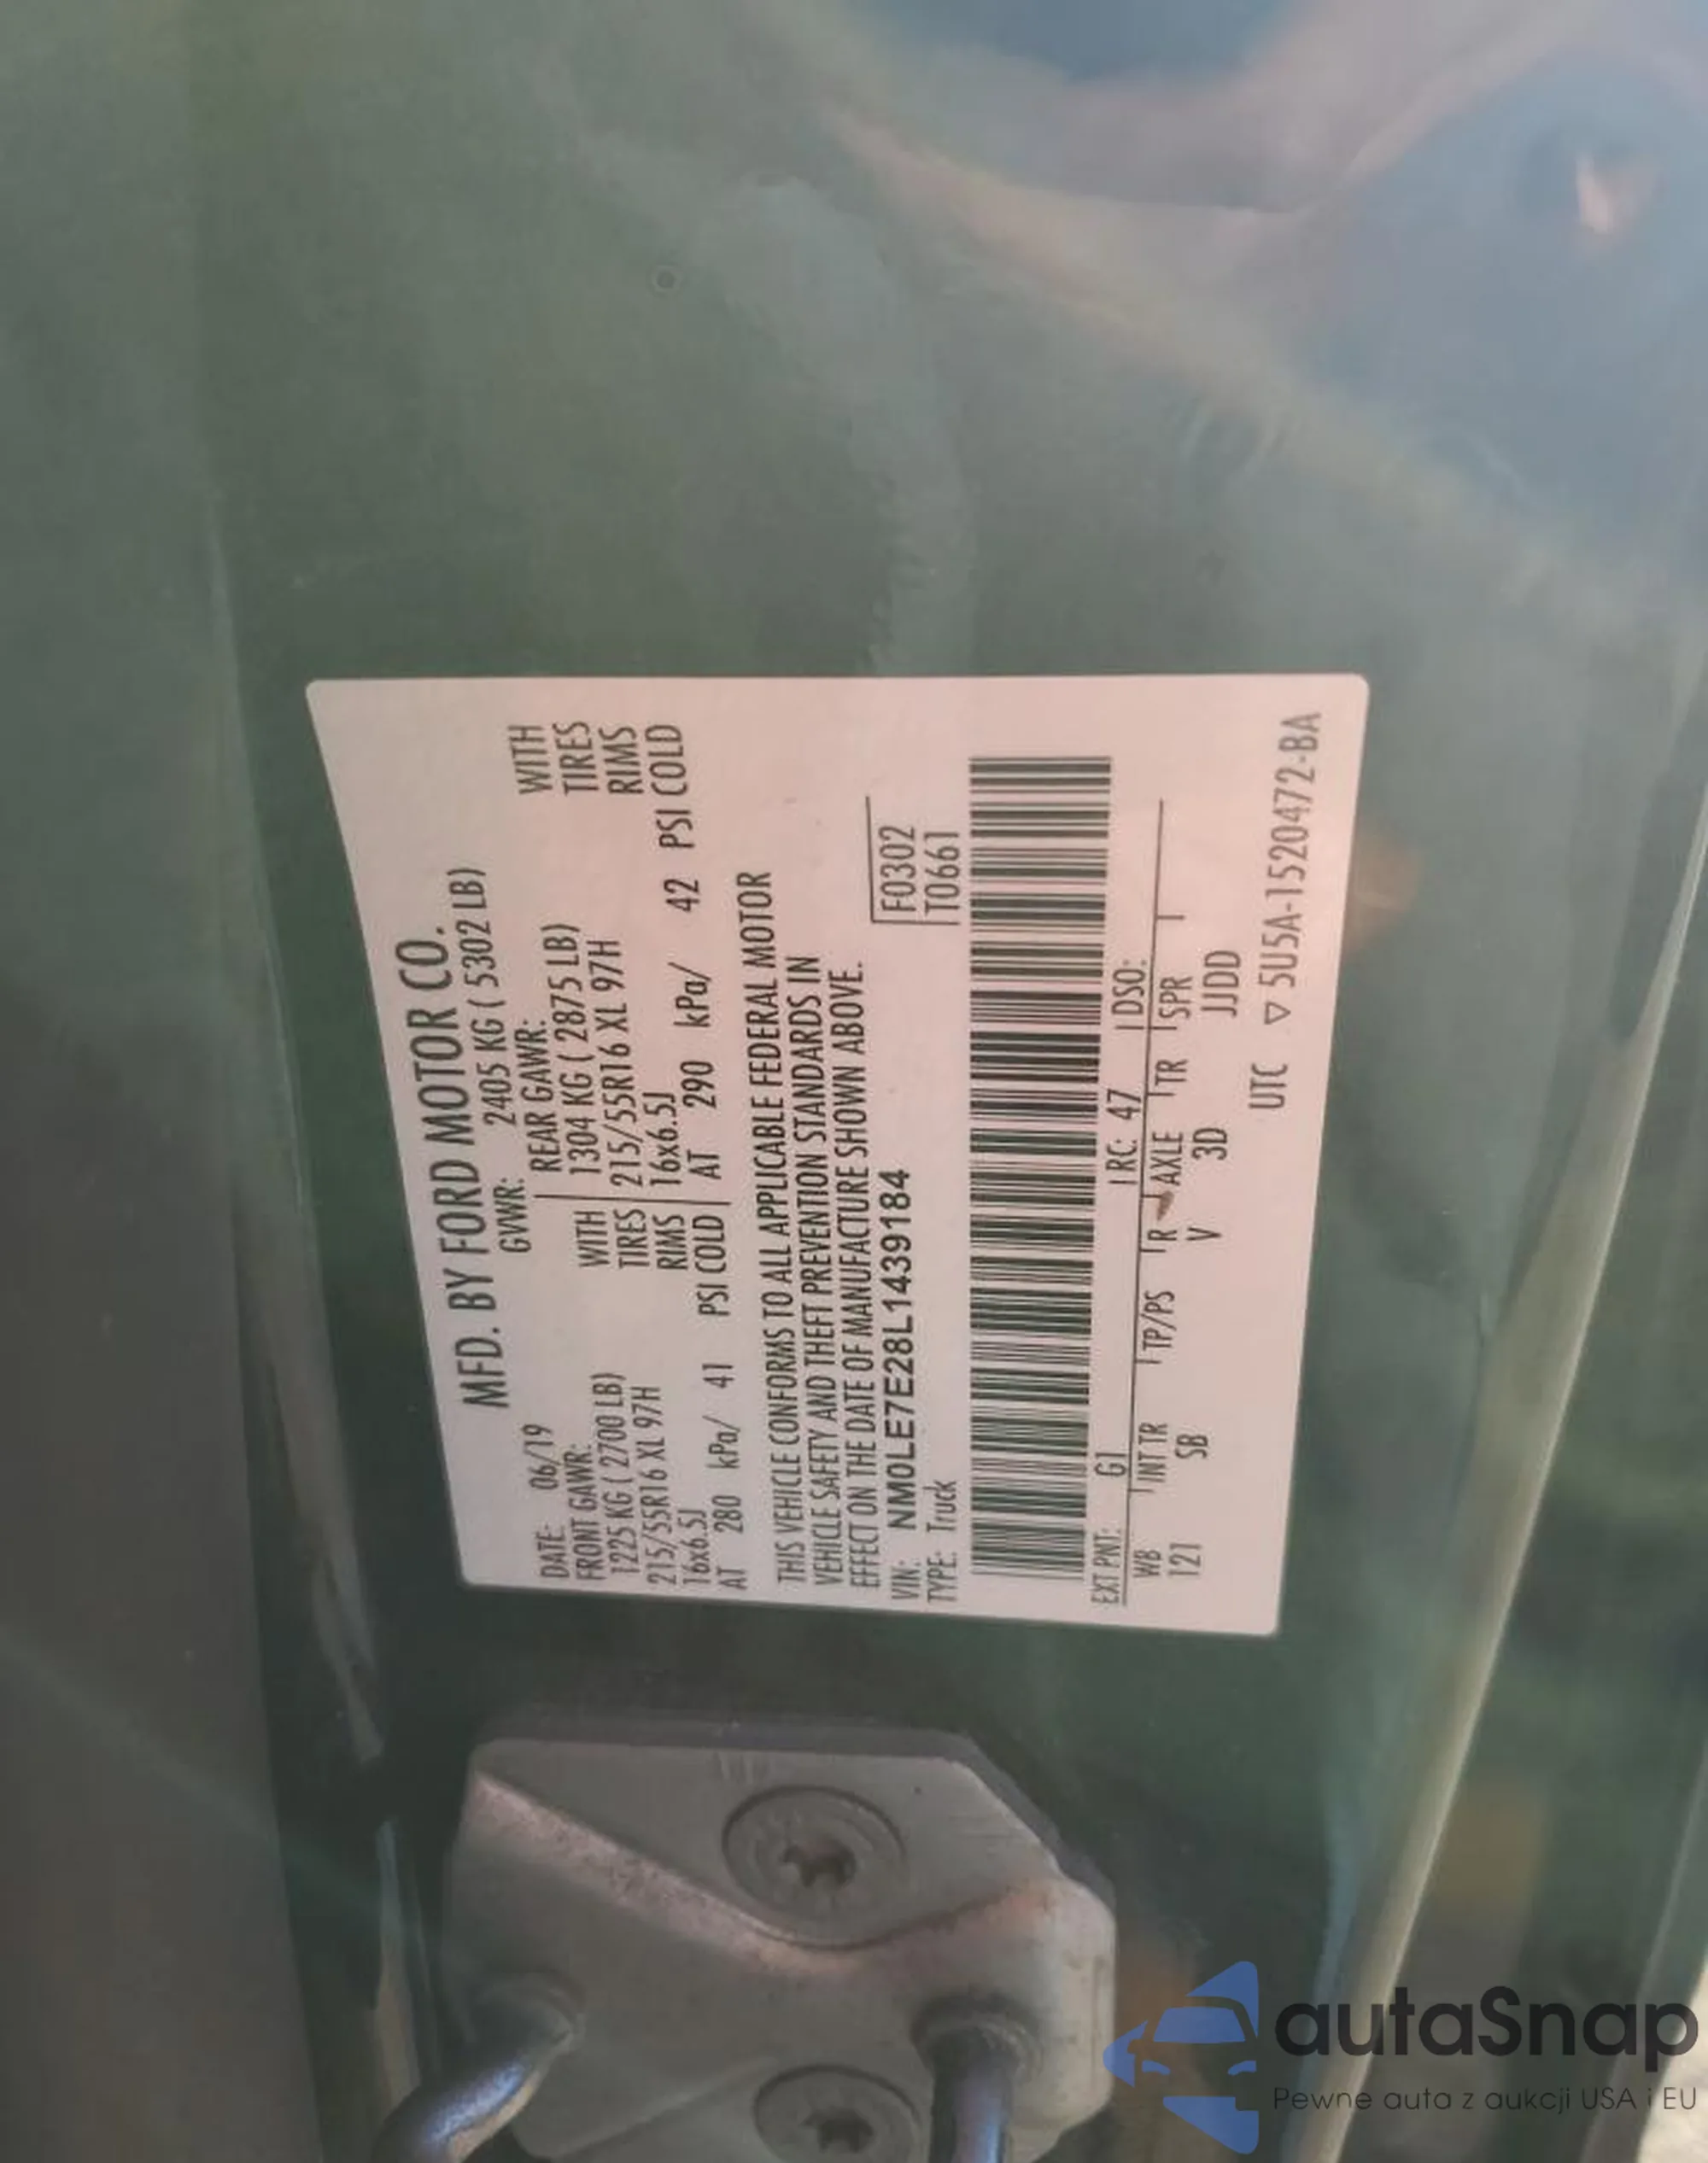 MFD. BY FORD MOTOR CO.
DATE: 06/19 GVWR: 2405 KG ( 5302 LB)
FRONT GAWR: REAR GAWR:
1225 KG ( 2700 LB) WITH 1304 KG ( 2875 LB) WITH
215/55R16 XL 97H TIRES 215/55R16 XL 97H TIRES
16x6.5J RIMS 16x6.5J RIMS
AT 280 kPa/ 41 PSI COLD AT 290 kPa/ 42 PSI COLD
THIS VEHICLE CONFORMS TO ALL APPLICABLE FEDERAL MOTOR
VEHICLE SAFETY AND THEFT PREVENTION STANDARDS IN
EFFECT ON THE DATE OF MANUFACTURE SHOWN ABOVE.
VIN: NM0LE7E28L1439184 F0302
TYPE: Truck T0661
EXT PNT: G1 RC: 47 DSO:
WB INT TR TP/PS R AXLE TR SPR
121 SB V 3D JJDD
UTC ▽ 5U5A-1520472-BA
autaSnap
Pewne auta z aukcji USA i EU